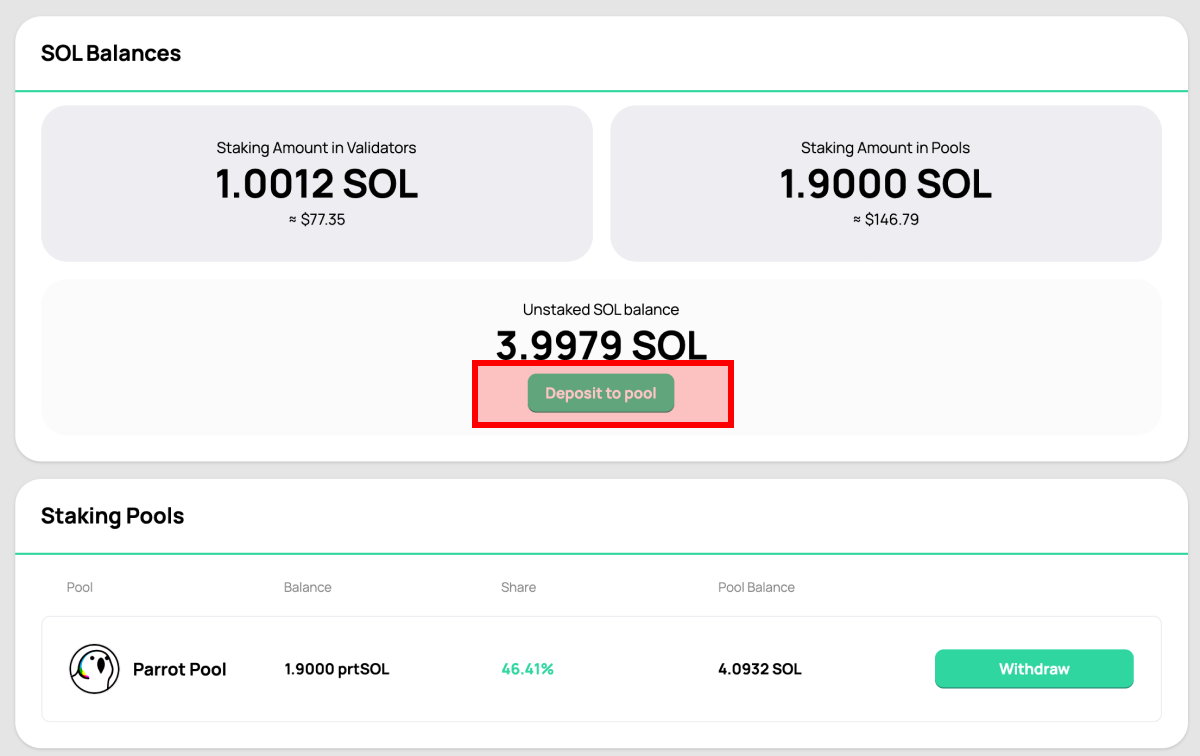 SOL Balances
Staking Amount in Validators
1.0012 SOL
≈ $77.35
Staking Amount in Pools
1.9000 SOL
≈ $146.79
Unstaked SOL balance
3.9979 SOL
Deposit to pool
Staking Pools
Pool Balance Share Pool Balance
Parrot Pool 1.9000 prtSOL 46.41% 4.0932 SOL Withdraw